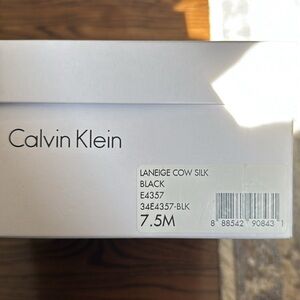 Calvin Klein
LANEIGE COW SILK
BLACK
E4357
34E4357-BLK
7.5M
8 88542 90843 1